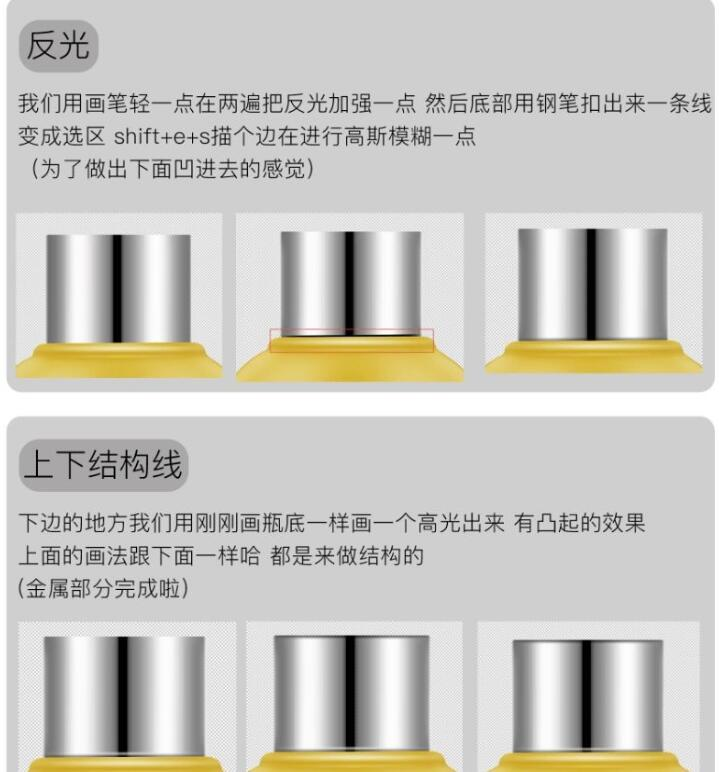 反光
我们用画笔轻一点在两遍把反光加强一点 然后底部用钢笔扣出来一条线
变成选区 shift+e+s描个边在进行高斯模糊一点
（为了做出下面凹进去的感觉）
上下结构线
下边的地方我们用刚刚画瓶底一样画一个高光出来 有凸起的效果
上面的画法跟下面一样哈 都是来做结构的
(金属部分完成啦)